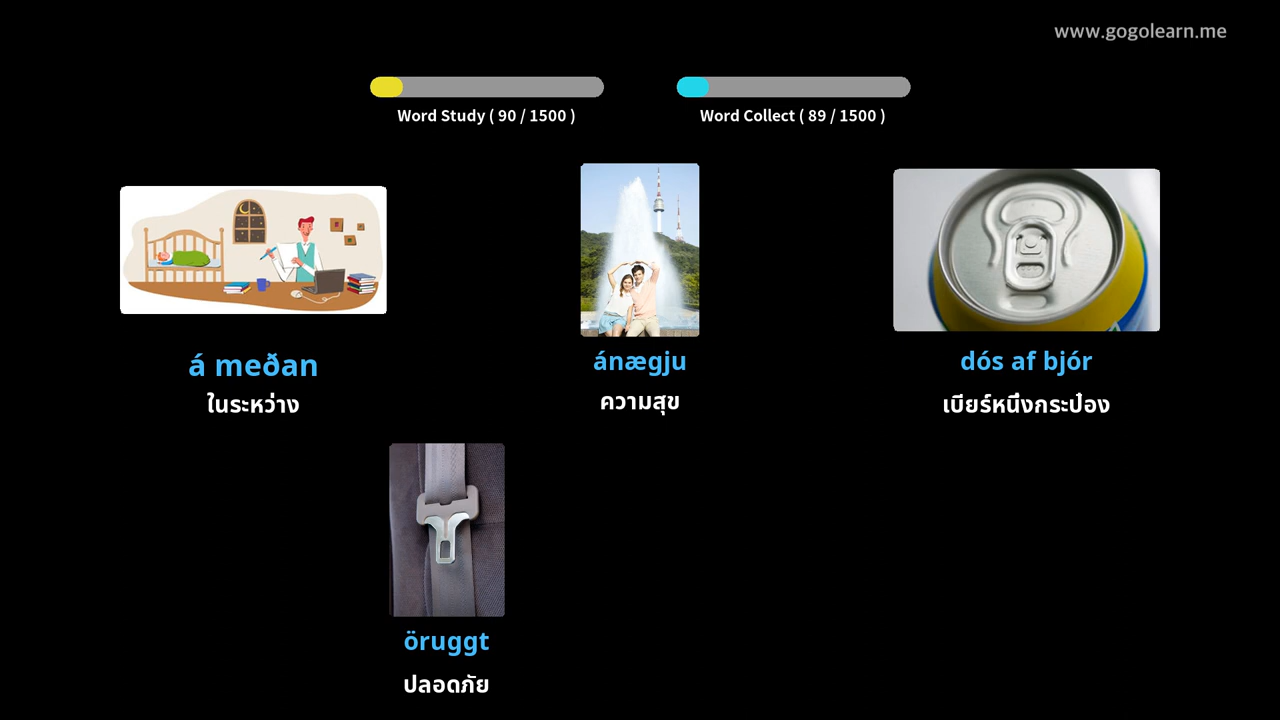 www.gogolearn.me
Word Study ( 90 / 1500 )
Word Collect ( 89 / 1500 )
á meðan
ในระหว่าง
ánægju
ความสุข
dós af bjór
เบียร์หนึ่งกระป๋อง
öruggt
ปลอดภัย